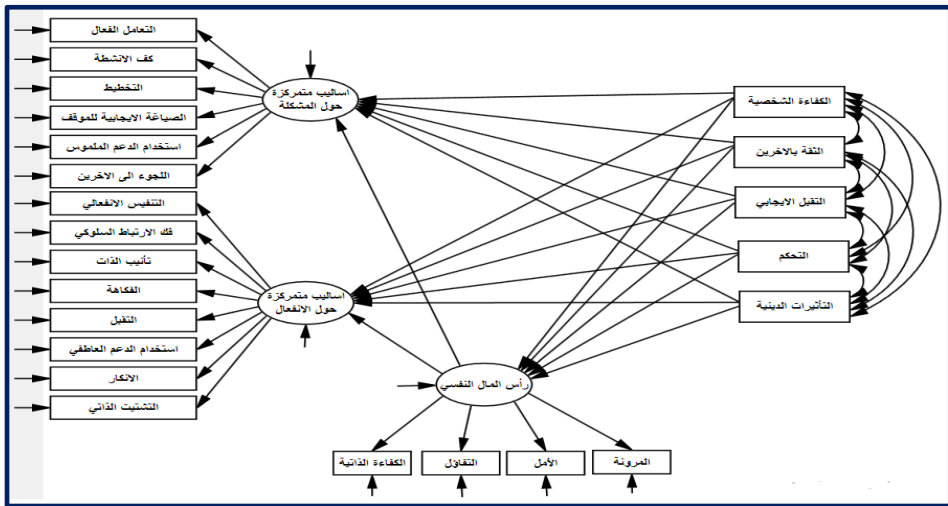 التعامل الفعال
كف الانشطة
التخطيط
الصياغة الايجابية للموقف
استخدام الدعم الملموس
اللجوء الى الاخرين
التنفيس الانفعالي
فك الارتباط السلوكي
تأنيب الذات
الفكاهة
التقبل
استخدام الدعم العاطفي
الانكار
التشتيت الذاتي
اساليب متمركزة
حول المشكلة
اساليب متمركزة
حول الانفعال
رأس المال النفسي
الكفاءة الشخصية
الثقة بالاخرين
التقبل الايجابي
التحكم
التأثيرات الدينية
المرونة
الأمل
التفاؤل
الكفاءة الذاتية